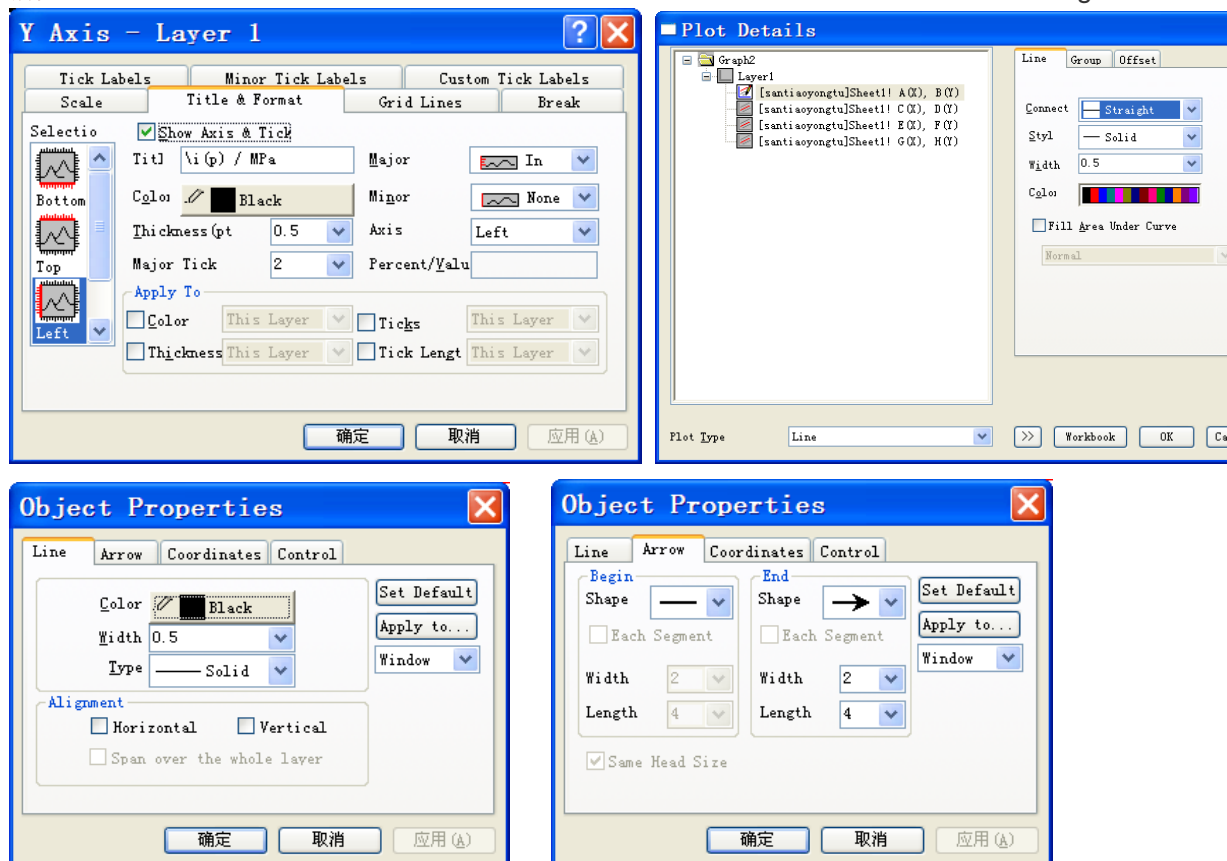 Y Axis - Layer 1
Tick Labels Minor Tick Labels Custom Tick Labels
Scale Title & Format Grid Lines Break
Selectio Show Axis & Tick
Titl \i(p) / MPa Major In
Bottom Color Black Minor None
Thickness(pt 0.5 Axis Left
Top Major Tick 2 Percent/Valu
Apply To
Color This Layer Ticks This Layer
Left Thickness This Layer Tick Lengt This Layer
确定 取消 应用(A)
Plot Details
Graph2
Layer1
[santiaoyongtu]Sheet1! A(X), B(Y)
[santiaoyongtu]Sheet1! C(X), D(Y)
[santiaoyongtu]Sheet1! E(X), F(Y)
[santiaoyongtu]Sheet1! G(X), H(Y)
Line Group Offset
Connect Straight
Styl Solid
Width 0.5
Color
Fill Area Under Curve
Normal
Plot Type Line >> Workbook OK Ca
Object Properties
Line Arrow Coordinates Control
Color Black Set Default
Width 0.5 Apply to...
Type Solid Window
Alignment
Horizontal Vertical
Span over the whole layer
确定 取消 应用(A)
Object Properties
Line Arrow Coordinates Control
Begin End
Shape Shape Set Default
Each Segment Each Segment Apply to...
Window
Width 2 Width 2
Length 4 Length 4
Same Head Size
确定 取消 应用(A)